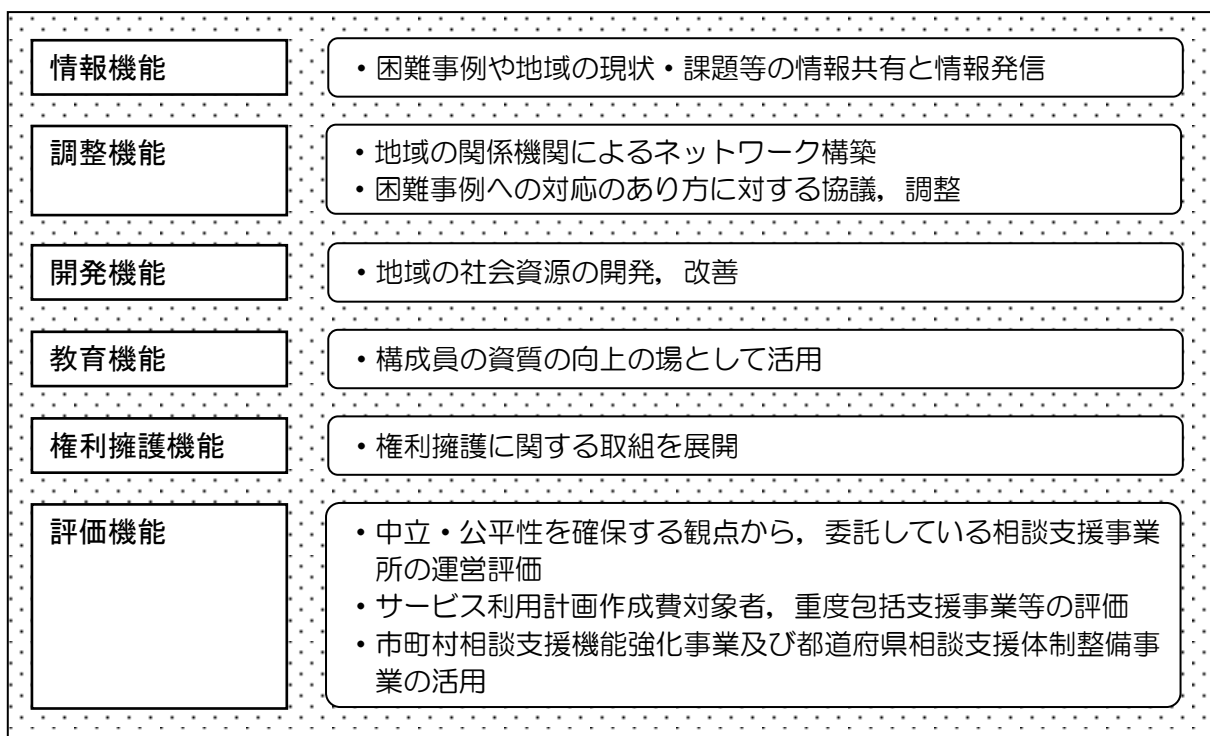 情報機能
・困難事例や地域の現状・課題等の情報共有と情報発信
調整機能
・地域の関係機関によるネットワーク構築
・困難事例への対応のあり方に対する協議，調整
開発機能
・地域の社会資源の開発，改善
教育機能
・構成員の資質の向上の場として活用
権利擁護機能
・権利擁護に関する取組を展開
評価機能
・中立・公平性を確保する観点から，委託している相談支援事業
所の運営評価
・サービス利用計画作成費対象者，重度包括支援事業等の評価
・市町村相談支援機能強化事業及び都道府県相談支援体制整備事
業の活用